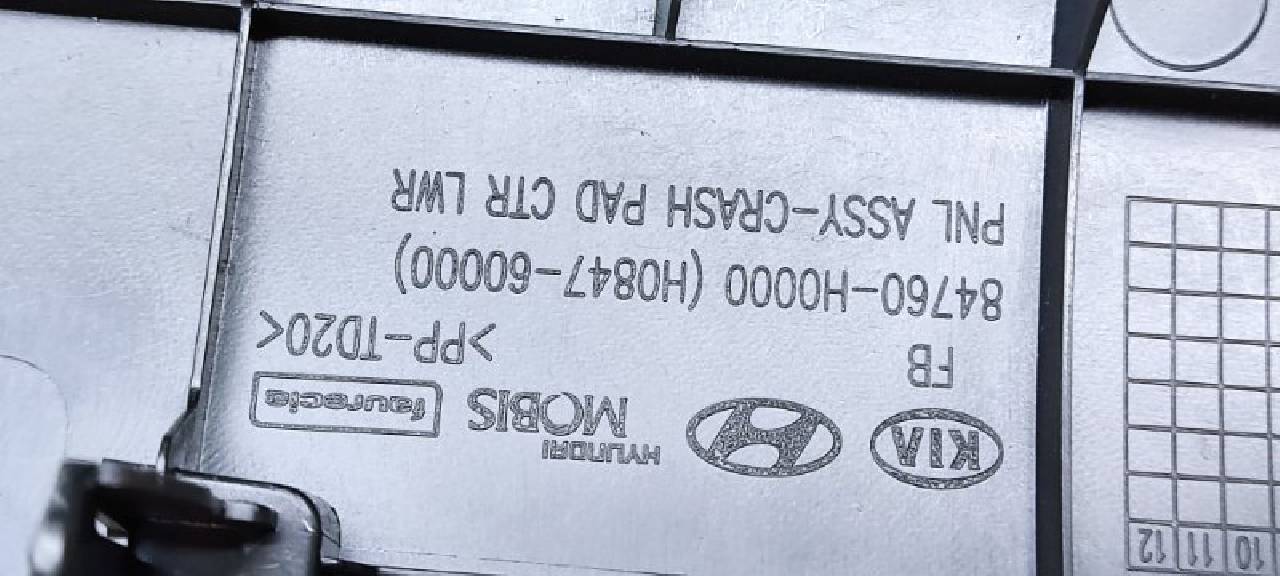 KIA HYUNDAI MOBIS faurecia
FB >PP-TD20<
84760-H0000 (H0847-60000)
PNL ASSY-CRASH PAD CTR LWR
10 11 12